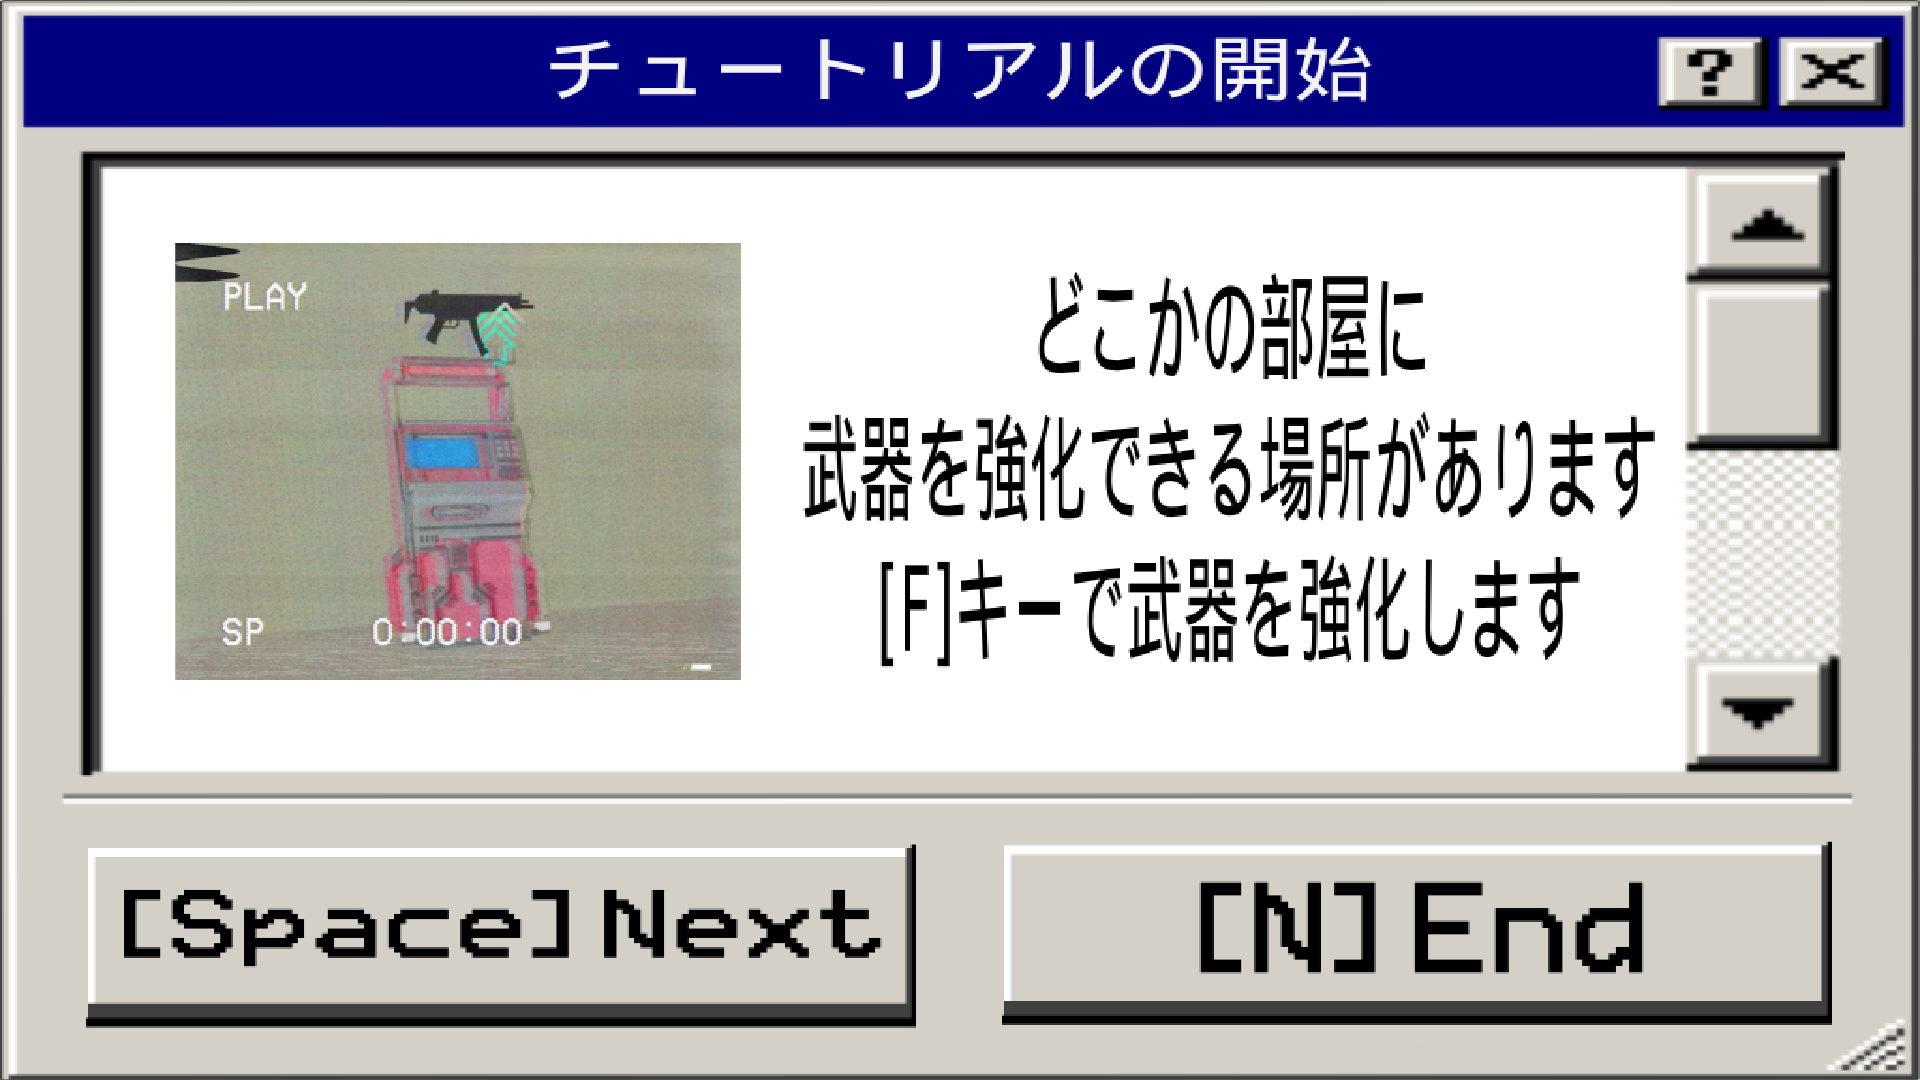 チュートリアルの開始
?
PLAY
SP 0:00:00
どこかの部屋に
武器を強化できる場所があります
[F]キーで武器を強化します
[Space]Next
[N]End